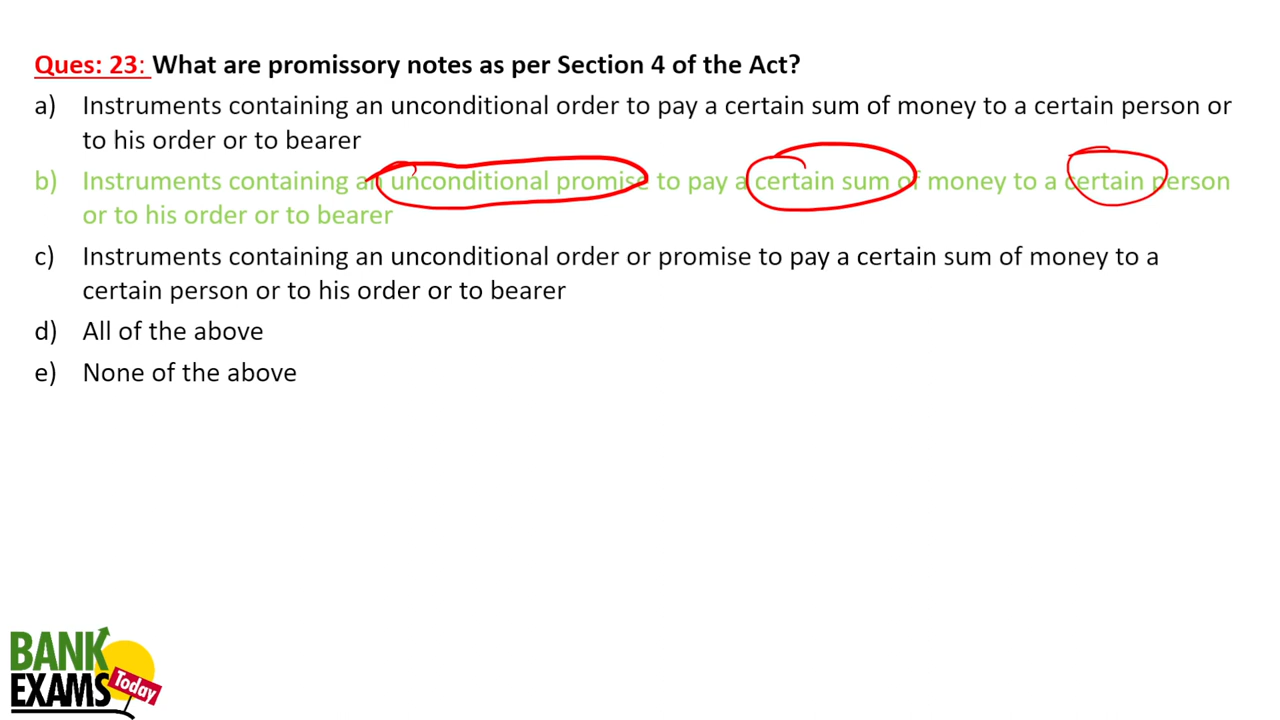 Ques: 23: What are promissory notes as per Section 4 of the Act?
a) Instruments containing an unconditional order to pay a certain sum of money to a certain person or
to his order or to bearer
b) Instruments containing an unconditional promise to pay a certain sum of money to a certain person
or to his order or to bearer
c) Instruments containing an unconditional order or promise to pay a certain sum of money to a
certain person or to his order or to bearer
d) All of the above
e) None of the above
BANK
EXAMS
Today